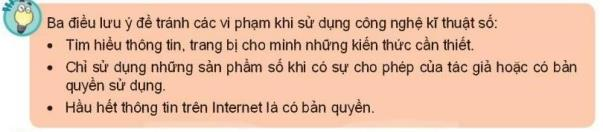 Ba điều lưu ý để tránh các vi phạm khi sử dụng công nghệ kĩ thuật số:
• Tìm hiểu thông tin, trang bị cho mình những kiến thức cần thiết.
• Chỉ sử dụng những sản phẩm số khi có sự cho phép của tác giả hoặc có bản
quyền sử dụng.
• Hầu hết thông tin trên Internet là có bản quyền.